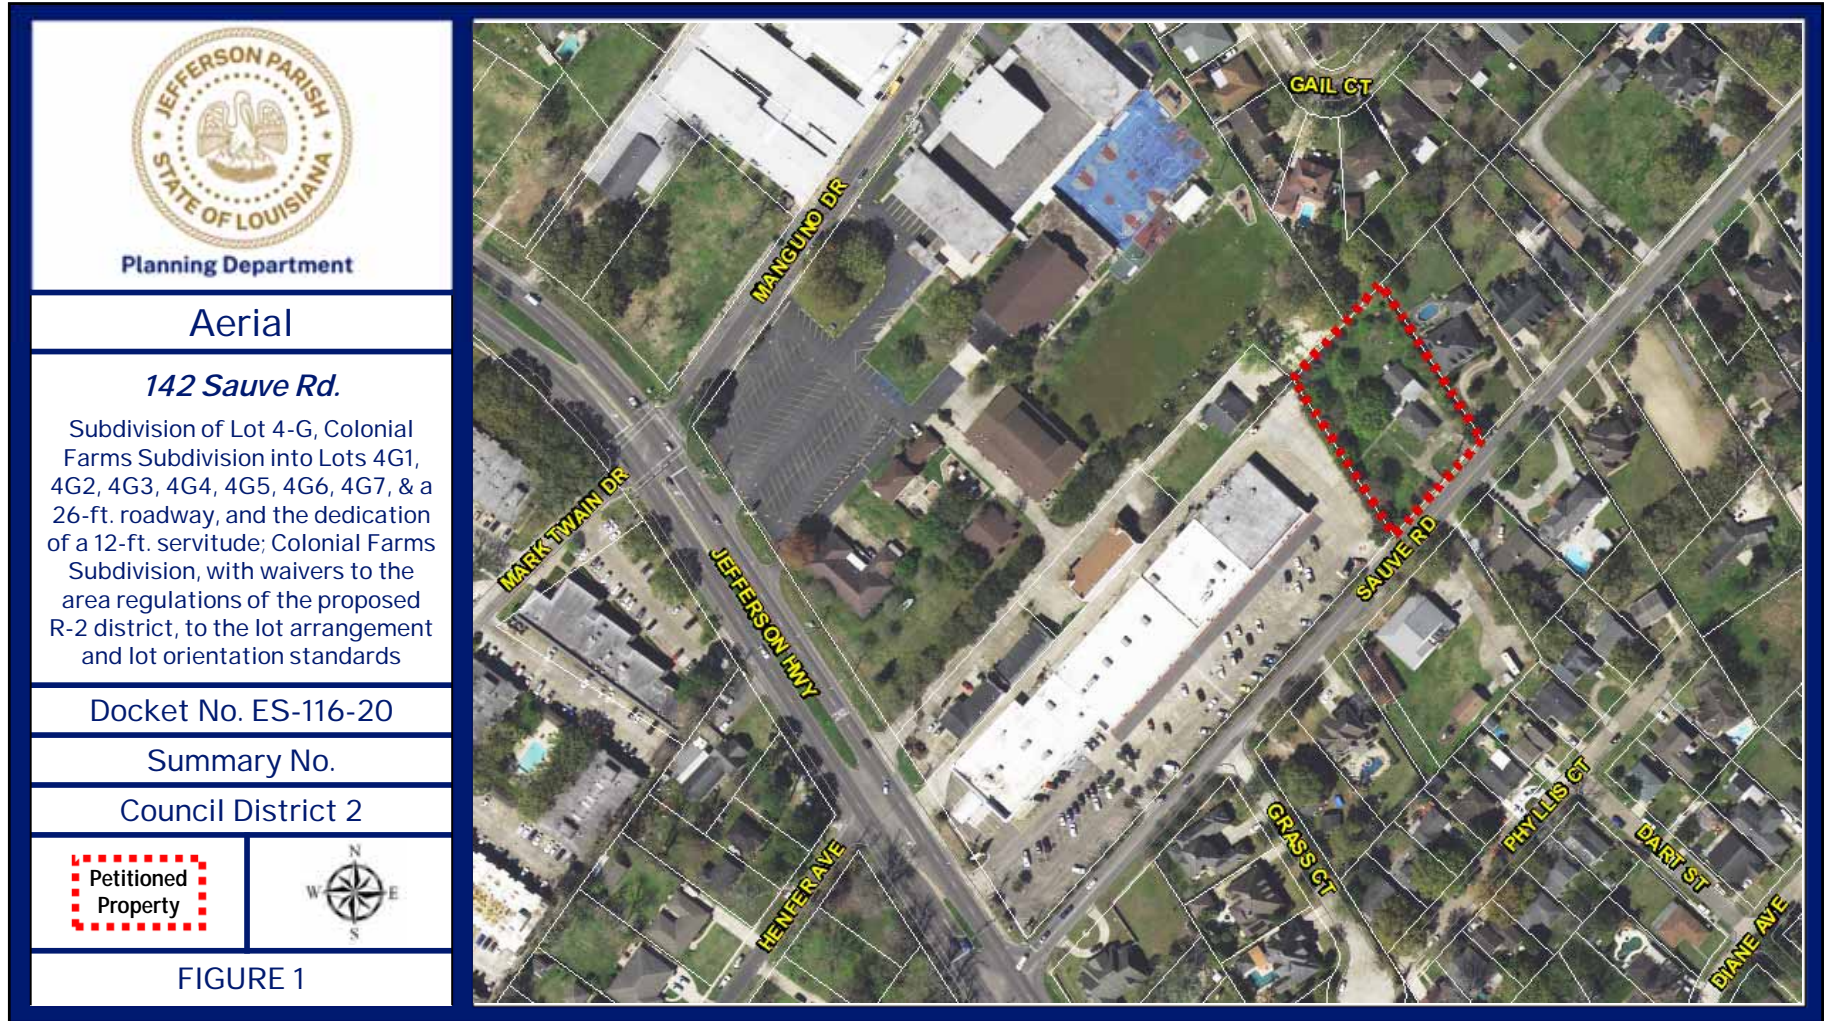 JEFFERSON PARISH
STATE OF LOUISIANA
Planning Department
Aerial
142 Sauve Rd.
Subdivision of Lot 4-G, Colonial
Farms Subdivision into Lots 4G1,
4G2, 4G3, 4G4, 4G5, 4G6, 4G7, & a
26-ft. roadway, and the dedication
of a 12-ft. servitude; Colonial Farms
Subdivision, with waivers to the
area regulations of the proposed
R-2 district, to the lot arrangement
and lot orientation standards
Docket No. ES-116-20
Summary No.
Council District 2
Petitioned
Property
N
W
E
S
FIGURE 1
GAIL CT
MANGUNO DR
MARK TWAIN DR
JEFFERSON HWY
SAUVE RD
HENFER AVE
GRASS CT
PHYLLIS CT
DART ST
DIANE AVE